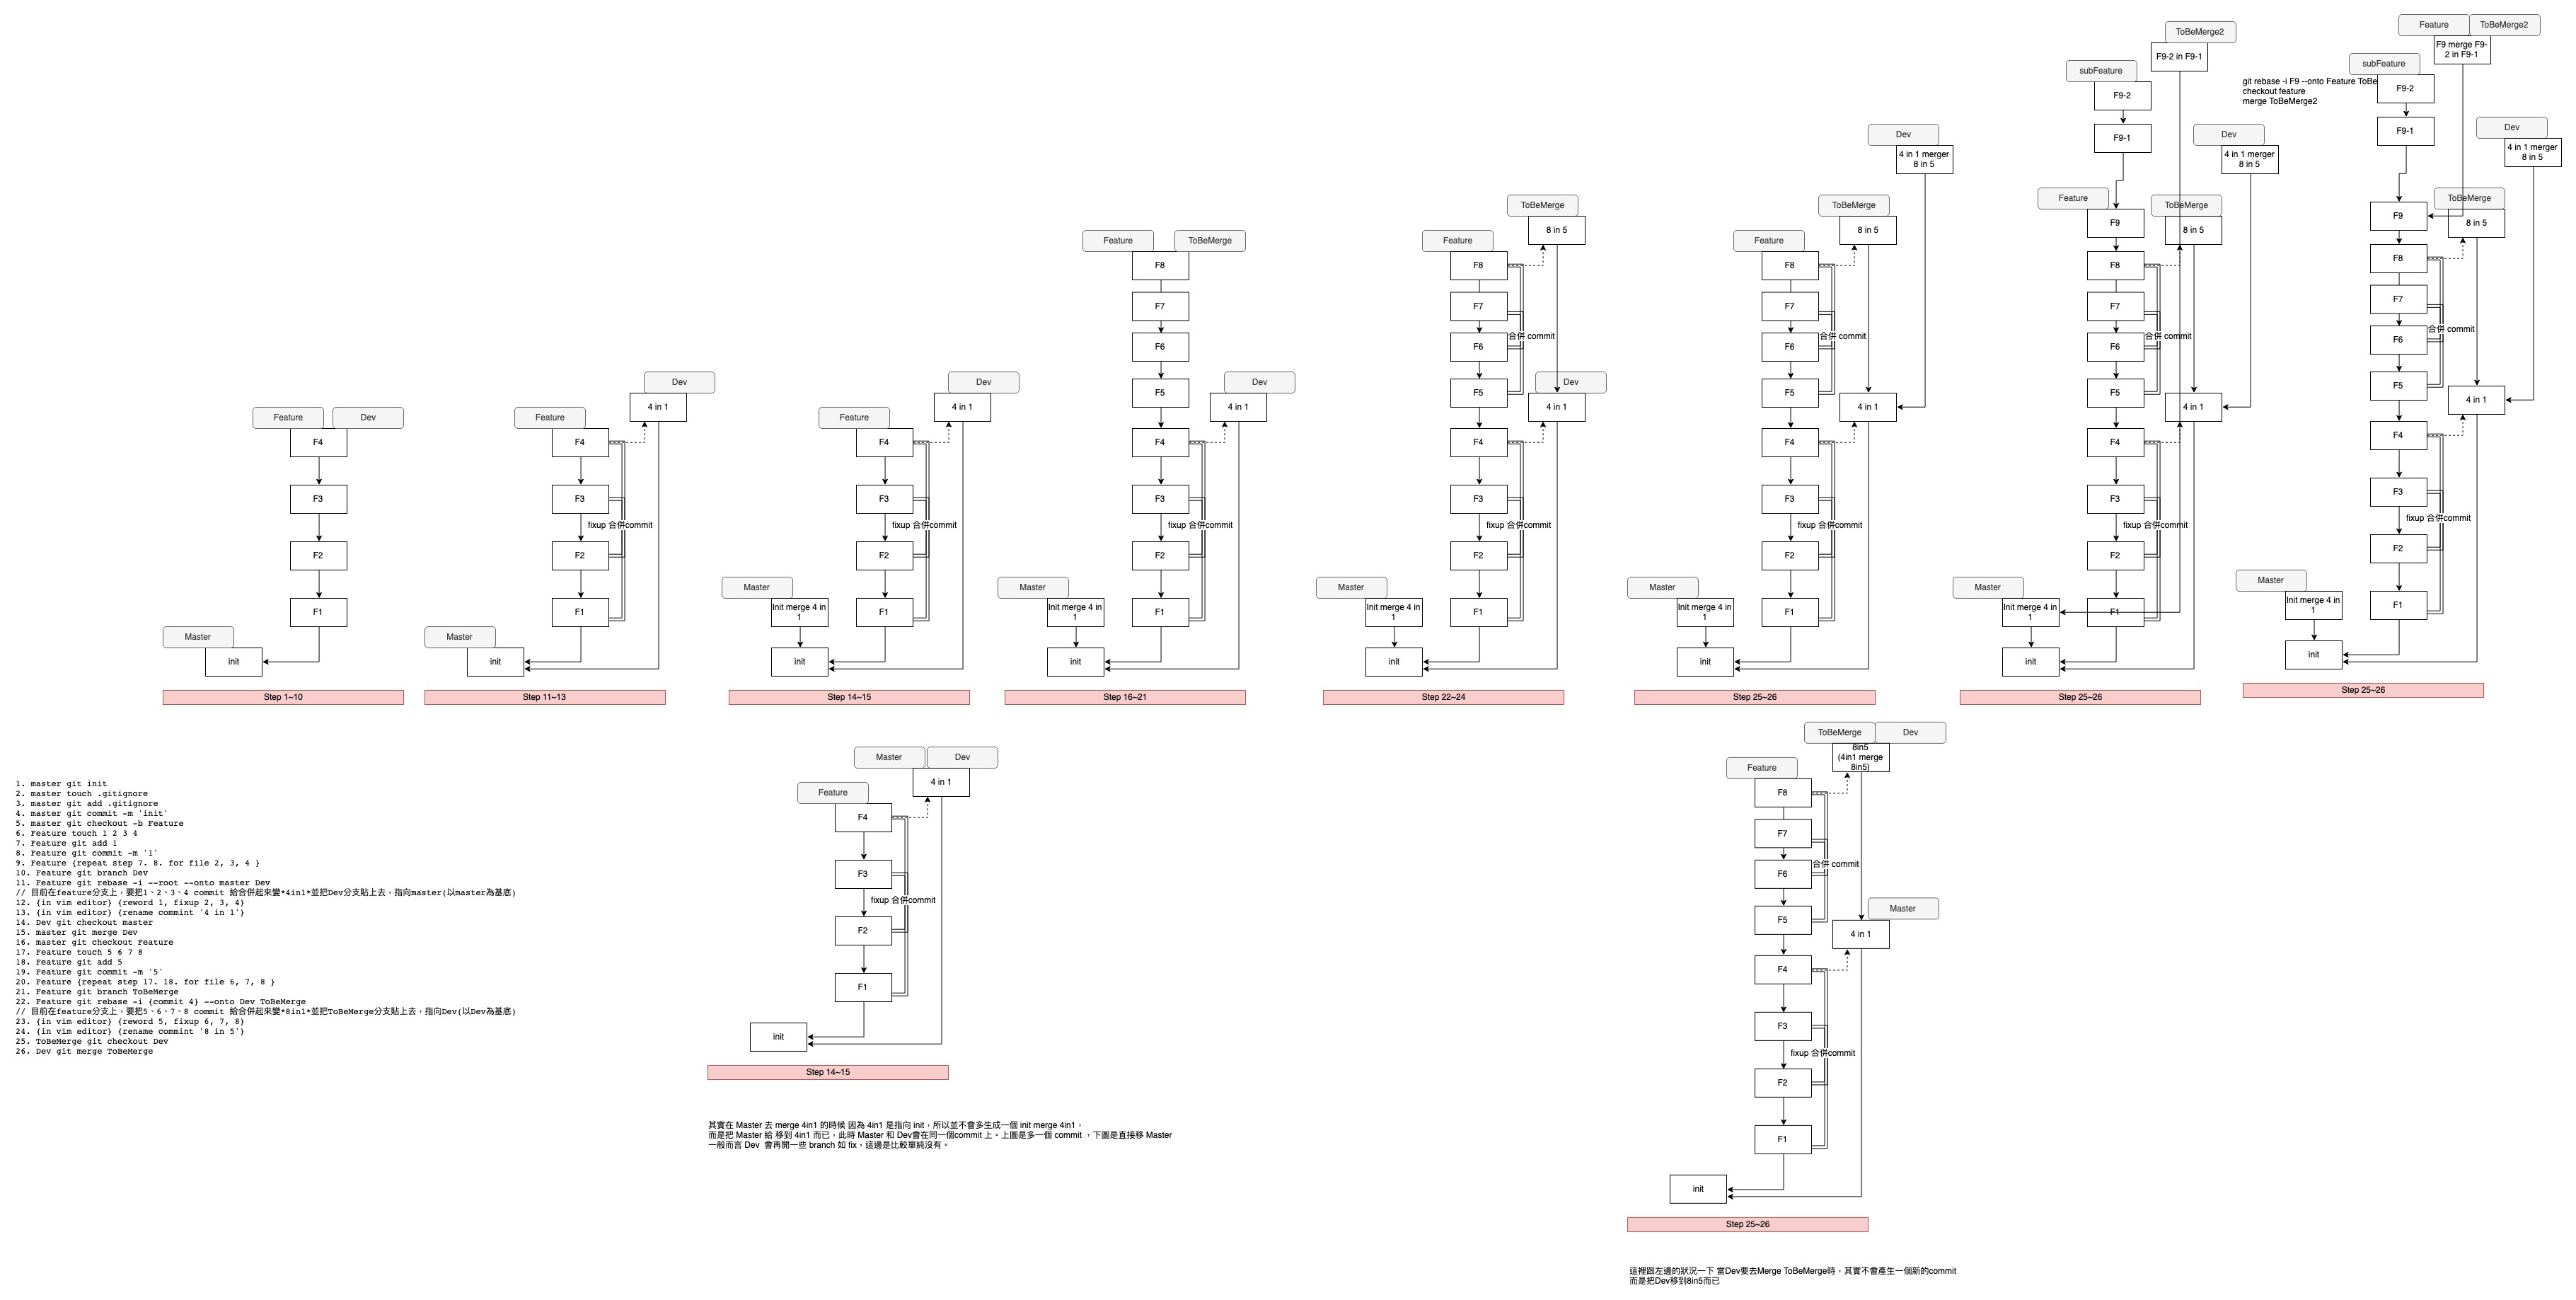 Feature
Dev
F4
F3
F2
F1
Master
init
Step 1~10
Dev
4 in 1
Feature
F4
F3
fixup 合併commit
F2
F1
Master
init
Step 11~13
Dev
4 in 1
Feature
F4
F3
fixup 合併commit
F2
F1
Master
Init merge 4 in
1
init
Step 14~15
Feature
ToBeMerge
F8
F7
F6
F5
Dev
4 in 1
F4
F3
fixup 合併commit
F2
F1
Master
Init merge 4 in
1
init
Step 16~21
ToBeMerge
8 in 5
Feature
F8
F7
合併 commit
F6
F5
Dev
4 in 1
F4
F3
fixup 合併commit
F2
F1
Master
Init merge 4 in
1
init
Step 22~24
Dev
4 in 1 merger
8 in 5
ToBeMerge
8 in 5
Feature
F8
F7
合併 commit
F6
F5
4 in 1
F4
F3
fixup 合併commit
F2
F1
Master
Init merge 4 in
1
init
Step 25~26
ToBeMerge2
F9-2 in F9-1
subFeature
F9-2
F9-1
Dev
4 in 1 merger
8 in 5
Feature
ToBeMerge
F9
8 in 5
F8
F7
合併 commit
F6
F5
4 in 1
F4
F3
fixup 合併commit
F2
F1
Master
Init merge 4 in
1
init
Step 25~26
Feature
ToBeMerge2
F9 merge F9-
2 in F9-1
subFeature
git rebase -i F9 --onto Feature ToBe
checkout feature
merge ToBeMerge2
F9-2
F9-1
Dev
4 in 1 merger
8 in 5
ToBeMerge
F9
8 in 5
F8
F7
合併 commit
F6
F5
4 in 1
F4
F3
fixup 合併commit
F2
F1
Master
Init merge 4 in
1
init
Step 25~26
1. master git init
2. master touch .gitignore
3. master git add .gitignore
4. master git commit -m 'init'
5. master git checkout -b Feature
6. Feature touch 1 2 3 4
7. Feature git add 1
8. Feature git commit -m '1'
9. Feature {repeat step 7. 8. for file 2, 3, 4 }
10. Feature git branch Dev
11. Feature git rebase -i --root --onto master Dev
// 目前在feature分支上，要把1、2、3、4 commit 給合併起來變*4in1*並把Dev分支貼上去，指向master(以master為基底)
12. {in vim editor} {reword 1, fixup 2, 3, 4}
13. {in vim editor} {rename commint '4 in 1'}
14. Dev git checkout master
15. master git merge Dev
16. master git checkout Feature
17. Feature touch 5 6 7 8
18. Feature git add 5
19. Feature git commit -m '5'
20. Feature {repeat step 17. 18. for file 6, 7, 8 }
21. Feature git branch ToBeMerge
22. Feature git rebase -i {commit 4} --onto Dev ToBeMerge
// 目前在feature分支上，要把5、6、7、8 commit 給合併起來變*8in1*並把ToBeMerge分支貼上去，指向Dev(以Dev為基底)
23. {in vim editor} {reword 5, fixup 6, 7, 8}
24. {in vim editor} {rename commint '8 in 5'}
25. ToBeMerge git checkout Dev
26. Dev git merge ToBeMerge
Master
Dev
4 in 1
Feature
F4
F3
fixup 合併commit
F2
F1
init
Step 14~15
其實在 Master 去 merge 4in1 的時候 因為 4in1 是指向 init，所以並不會多生成一個 init merge 4in1，
而是把 Master 給 移到 4in1 而已，此時 Master 和 Dev會在同一個commit 上。上圖是多一個 commit ，下圖是直接移 Master
一般而言 Dev 會再開一些 branch 如 fix，這邊是比較單純沒有。
ToBeMerge
Dev
8in5
(4in1 merge
8in5)
Feature
F8
F7
合併 commit
F6
F5
Master
4 in 1
F4
F3
fixup 合併commit
F2
F1
init
Step 25~26
這裡跟左邊的狀況一下 當Dev要去Merge ToBeMerge時，其實不會產生一個新的commit
而是把Dev移到8in5而已